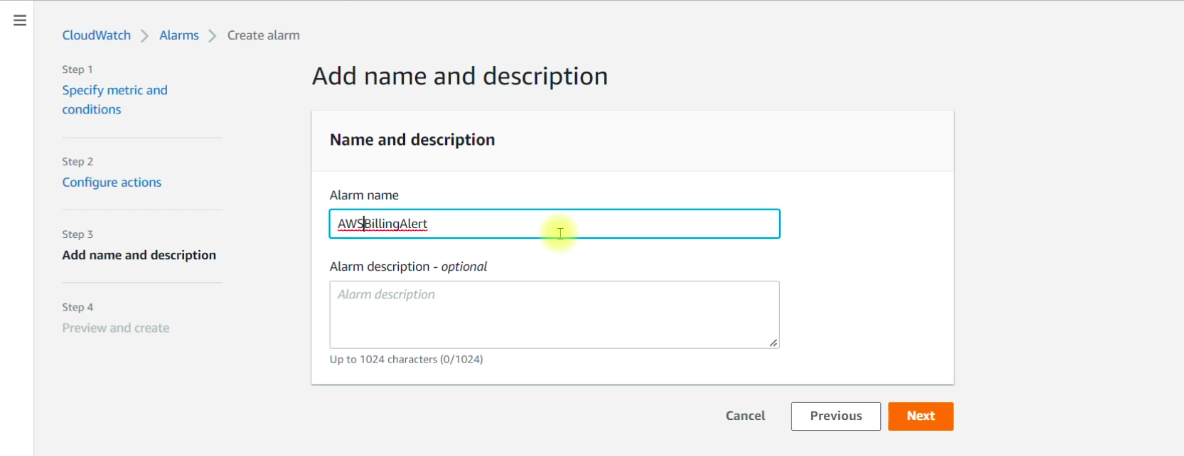 CloudWatch > Alarms > Create alarm
Step 1
Specify metric and
conditions
Step 2
Configure actions
Step 3
Add name and description
Step 4
Preview and create
Add name and description
Name and description
Alarm name
AWSBillingAlert
Alarm description - optional
Alarm description
Up to 1024 characters (0/1024)
Cancel Previous Next